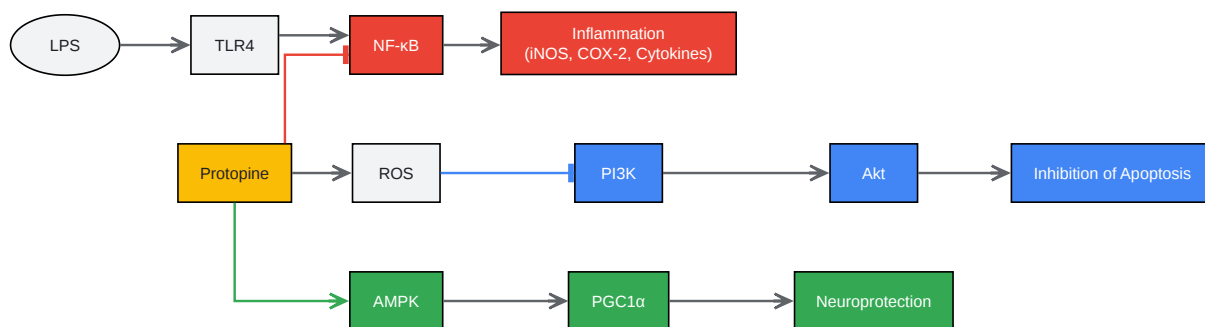 LPS
TLR4
NF-κB
Inflammation
(iNOS, COX-2, Cytokines)
Protopine
ROS
PI3K
Akt
Inhibition of Apoptosis
AMPK
PGC1α
Neuroprotection